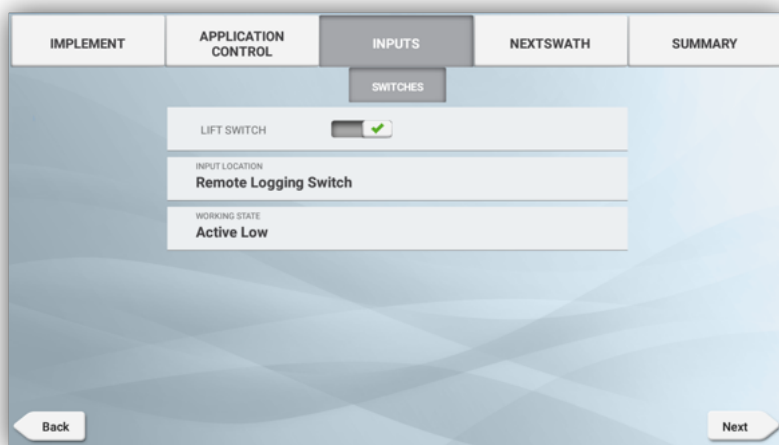 IMPLEMENT
APPLICATION
CONTROL
INPUTS
NEXTSWATH
SUMMARY
SWITCHES
LIFT SWITCH
INPUT LOCATION
Remote Logging Switch
WORKING STATE
Active Low
Back
Next